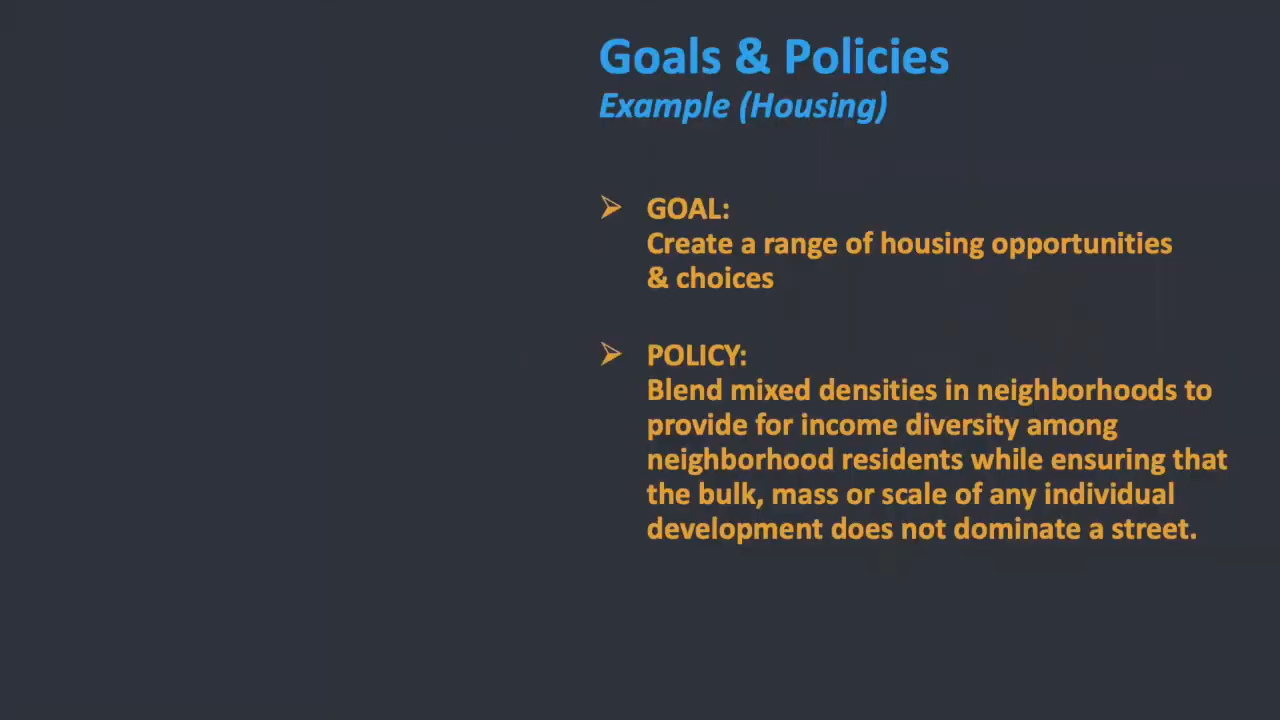 Goals & Policies
Example (Housing)
➢ GOAL:
Create a range of housing opportunities
& choices
➢ POLICY:
Blend mixed densities in neighborhoods to
provide for income diversity among
neighborhood residents while ensuring that
the bulk, mass or scale of any individual
development does not dominate a street.